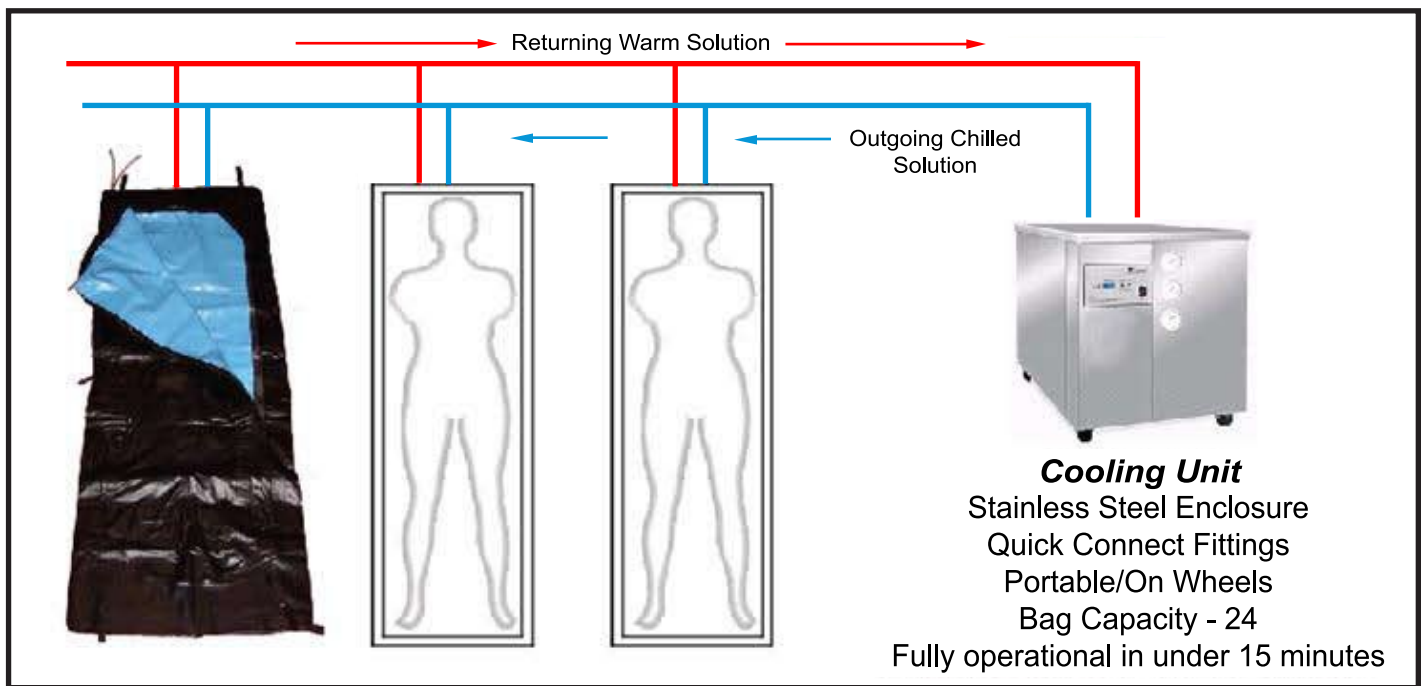 Returning Warm Solution
Outgoing Chilled
Solution
Cooling Unit
Stainless Steel Enclosure
Quick Connect Fittings
Portable/On Wheels
Bag Capacity - 24
Fully operational in under 15 minutes